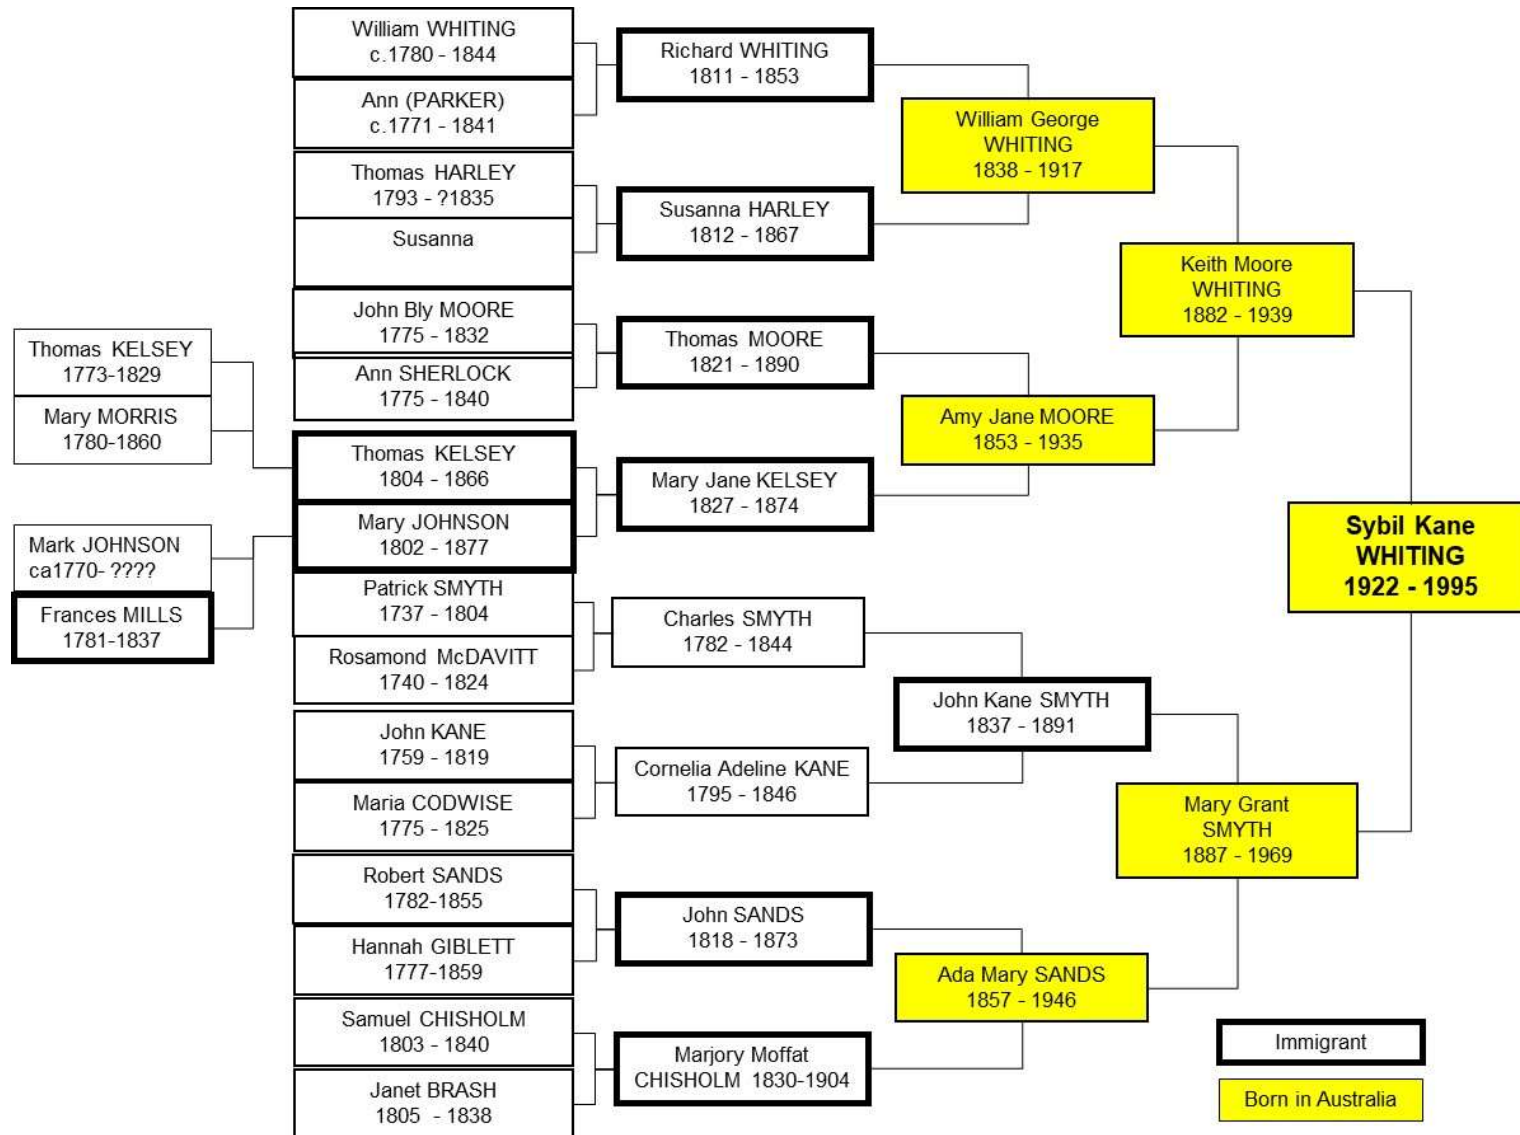 Thomas KELSEY
1773-1829
Mary MORRIS
1780-1860
Mark JOHNSON
ca1770- ????
Frances MILLS
1781-1837
William WHITING
c.1780 - 1844
Ann (PARKER)
c.1771 - 1841
Thomas HARLEY
1793 - ?1835
Susanna
John Bly MOORE
1775 - 1832
Ann SHERLOCK
1775 - 1840
Thomas KELSEY
1804 - 1866
Mary JOHNSON
1802 - 1877
Patrick SMYTH
1737 - 1804
Rosamond McDAVITT
1740 - 1824
John KANE
1759 - 1819
Maria CODWISE
1775 - 1825
Robert SANDS
1782-1855
Hannah GIBLETT
1777-1859
Samuel CHISHOLM
1803 - 1840
Janet BRASH
1805 - 1838
Richard WHITING
1811 - 1853
Susanna HARLEY
1812 - 1867
Thomas MOORE
1821 - 1890
Mary Jane KELSEY
1827 - 1874
Charles SMYTH
1782 - 1844
Cornelia Adeline KANE
1795 - 1846
John SANDS
1818 - 1873
Marjory Moffat
CHISHOLM 1830-1904
William George
WHITING
1838 - 1917
Amy Jane MOORE
1853 - 1935
John Kane SMYTH
1837 - 1891
Ada Mary SANDS
1857 - 1946
Keith Moore
WHITING
1882 - 1939
Mary Grant
SMYTH
1887 - 1969
Sybil Kane
WHITING
1922 - 1995
Immigrant
Born in Australia